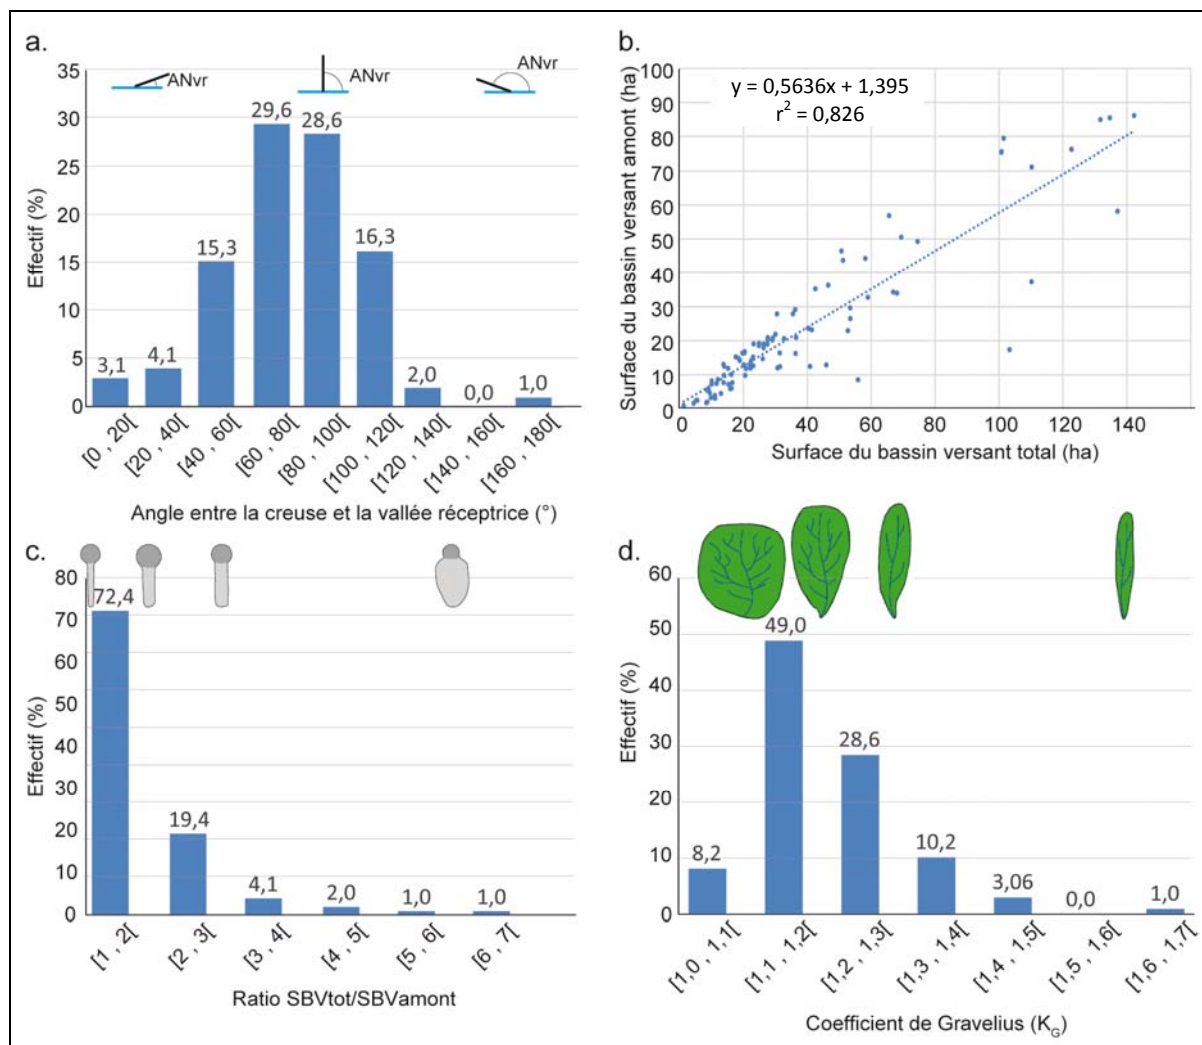 a.
ANvr
ANvr
ANvr
35
30
25
20
15
10
5
0
Effectif (%)
3,1
4,1
15,3
29,6
28,6
16,3
2,0
0,0
1,0
[0 , 20[
[20 , 40[
[40 , 60[
[60 , 80[
[80 , 100[
[100 , 120[
[120 , 140[
[140 , 160[
[160 , 180[
Angle entre la creuse et la vallée réceptrice (°)
b.
y = 0,5636x + 1,395
r² = 0,826
100
90
80
70
60
50
40
30
20
10
0
Surface du bassin versant amont (ha)
0
20
40
60
80
100
120
140
Surface du bassin versant total (ha)
c.
80
70
60
50
40
30
20
10
0
Effectif (%)
72,4
19,4
4,1
2,0
1,0
1,0
[1 , 2[
[2 , 3[
[3 , 4[
[4 , 5[
[5 , 6[
[6 , 7[
Ratio SBVtot/SBVamont
d.
60
50
40
30
20
10
0
Effectif (%)
8,2
49,0
28,6
10,2
3,06
0,0
1,0
[1,0 , 1,1[
[1,1 , 1,2[
[1,2 , 1,3[
[1,3 , 1,4[
[1,4 , 1,5[
[1,5 , 1,6[
[1,6 , 1,7[
Coefficient de Gravelius (K_G)